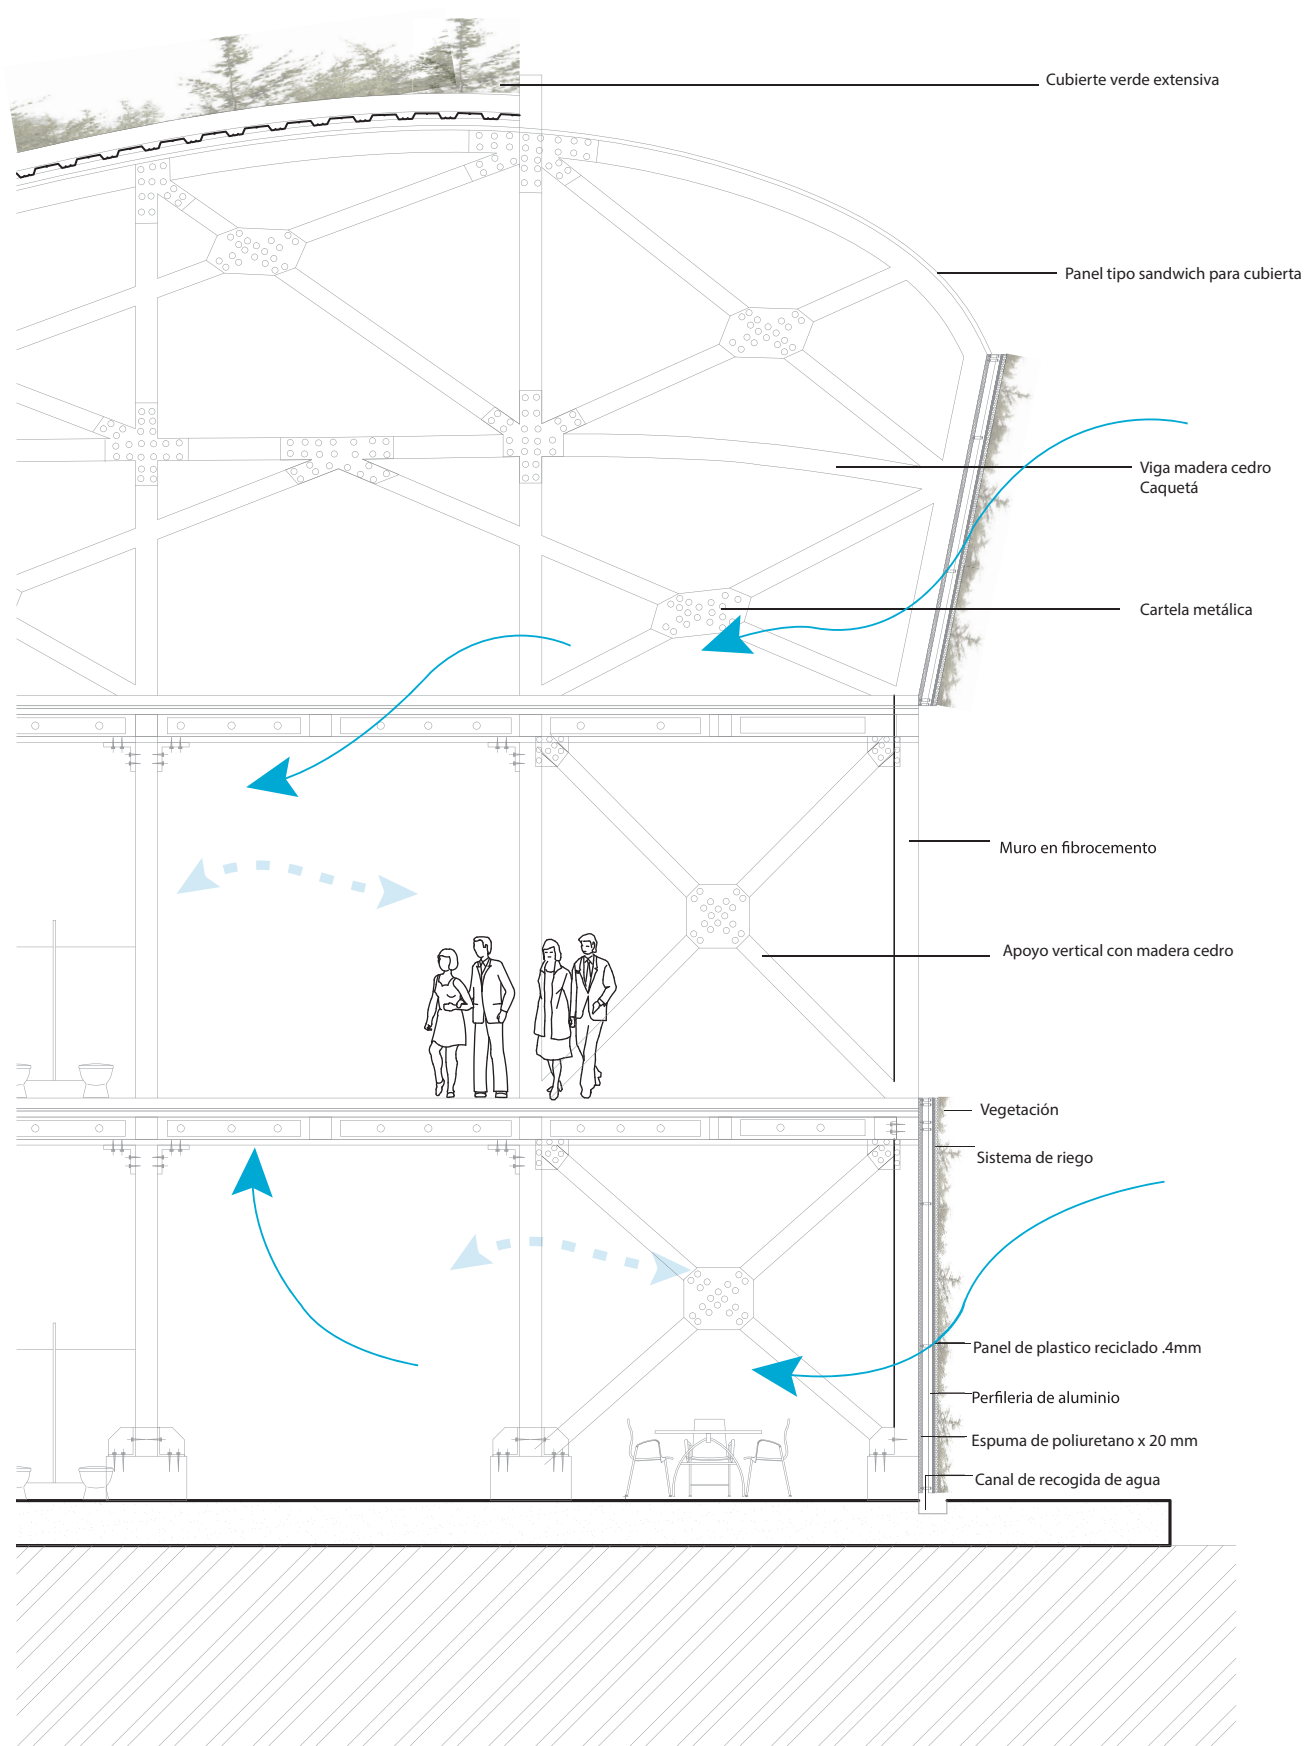 Cubierte verde extensiva
Panel tipo sandwich para cubierta
Viga madera cedro
Caquetá
Cartela metálica
Muro en fibrocemento
Apoyo vertical con madera cedro
Vegetación
Sistema de riego
Panel de plastico reciclado .4mm
Perfileria de aluminio
Espuma de poliuretano x 20 mm
Canal de recogida de agua